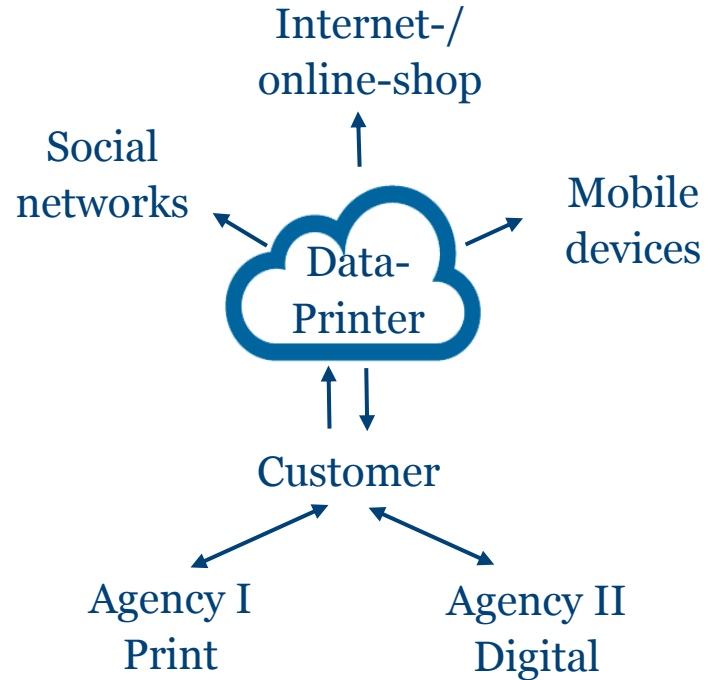 Internet-/
online-shop
Social
networks
Mobile
devices
Data-
Printer
Customer
Agency I
Print
Agency II
Digital